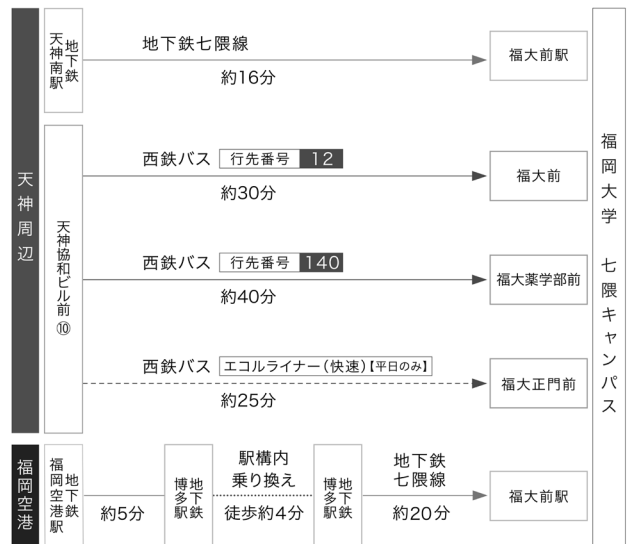 天神周辺
地下鉄
天神南駅
地下鉄七隈線
約16分
福大前駅
天神協和ビル前⑩
西鉄バス 行先番号 12
約30分
福大前
西鉄バス 行先番号 140
約40分
福大薬学部前
西鉄バス エコルライナー(快速)【平日のみ】
約25分
福大正門前
福岡空港
地下鉄
福岡空港駅
約5分
地下鉄
博多駅
駅構内
乗り換え
徒歩約4分
地下鉄
博多駅
地下鉄
七隈線
約20分
福大前駅
福岡大学 七隈キャンパス